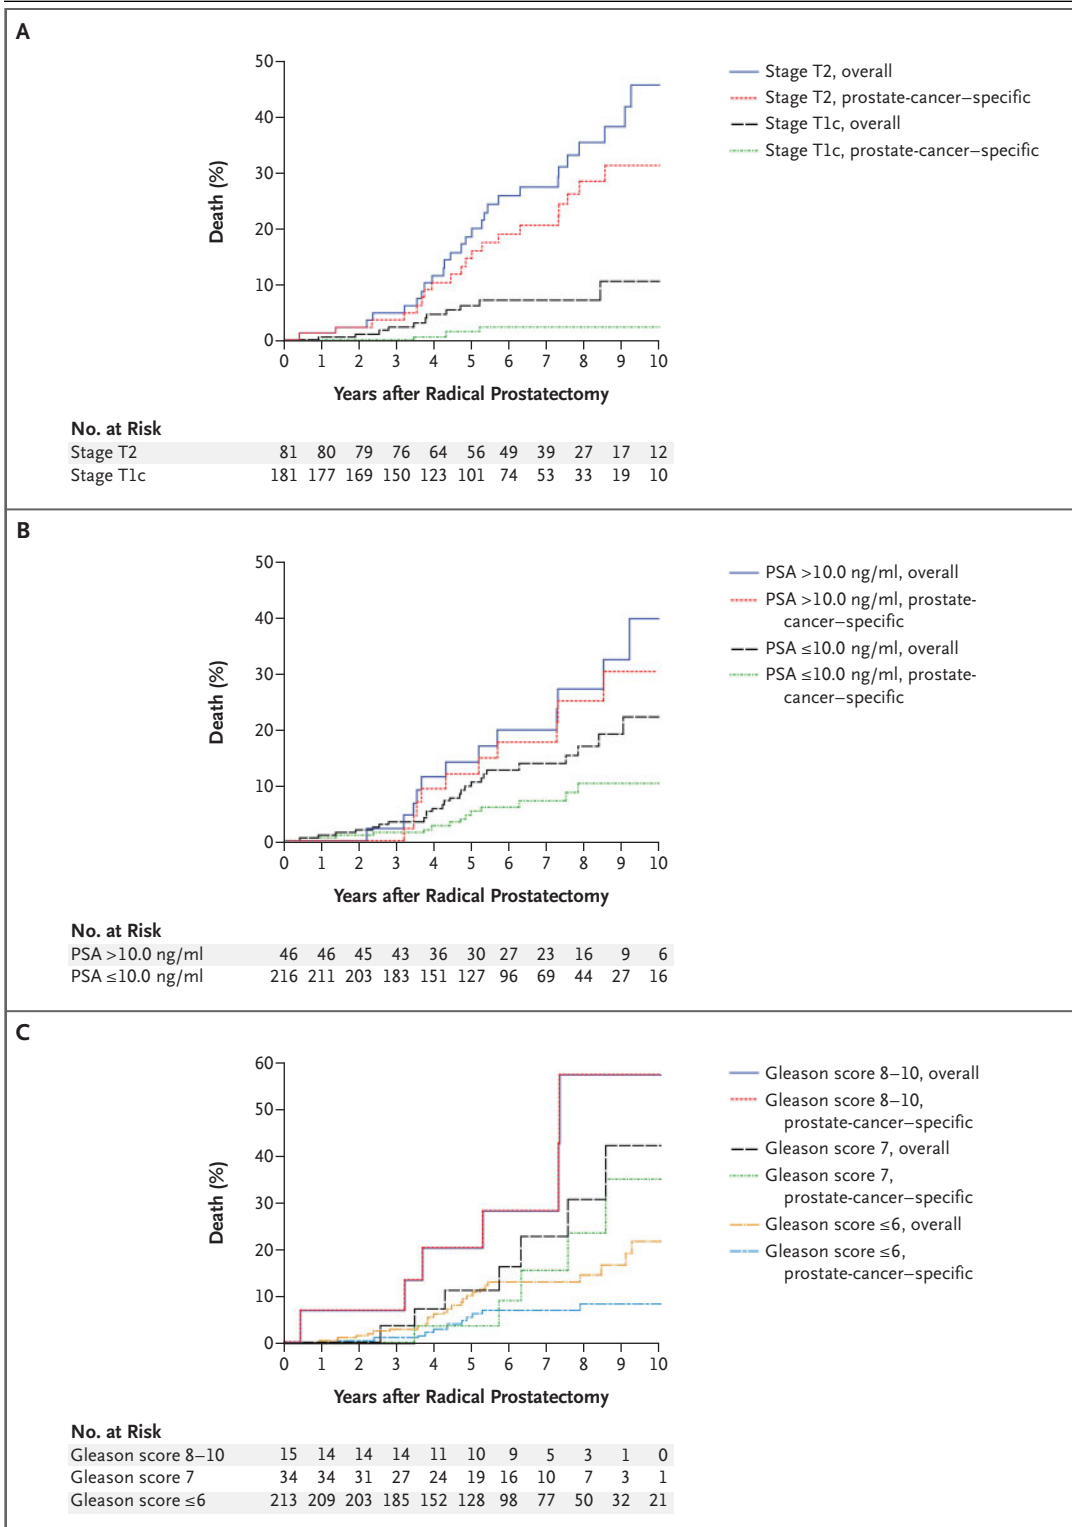 A
50
40
30
20
10
0
Death (%)
0 1 2 3 4 5 6 7 8 9 10
Years after Radical Prostatectomy
Stage T2, overall
Stage T2, prostate-cancer–specific
Stage T1c, overall
Stage T1c, prostate-cancer–specific
No. at Risk
Stage T2 81 80 79 76 64 56 49 39 27 17 12
Stage T1c 181 177 169 150 123 101 74 53 33 19 10
B
50
40
30
20
10
0
Death (%)
0 1 2 3 4 5 6 7 8 9 10
Years after Radical Prostatectomy
PSA >10.0 ng/ml, overall
PSA >10.0 ng/ml, prostate-
cancer–specific
PSA ≤10.0 ng/ml, overall
PSA ≤10.0 ng/ml, prostate-
cancer–specific
No. at Risk
PSA >10.0 ng/ml 46 46 45 43 36 30 27 23 16 9 6
PSA ≤10.0 ng/ml 216 211 203 183 151 127 96 69 44 27 16
C
60
50
40
30
20
10
0
Death (%)
0 1 2 3 4 5 6 7 8 9 10
Years after Radical Prostatectomy
Gleason score 8–10, overall
Gleason score 8–10,
prostate-cancer–specific
Gleason score 7, overall
Gleason score 7,
prostate-cancer–specific
Gleason score ≤6, overall
Gleason score ≤6,
prostate-cancer–specific
No. at Risk
Gleason score 8–10 15 14 14 14 11 10 9 5 3 1 0
Gleason score 7 34 34 31 27 24 19 16 10 7 3 1
Gleason score ≤6 213 209 203 185 152 128 98 77 50 32 21